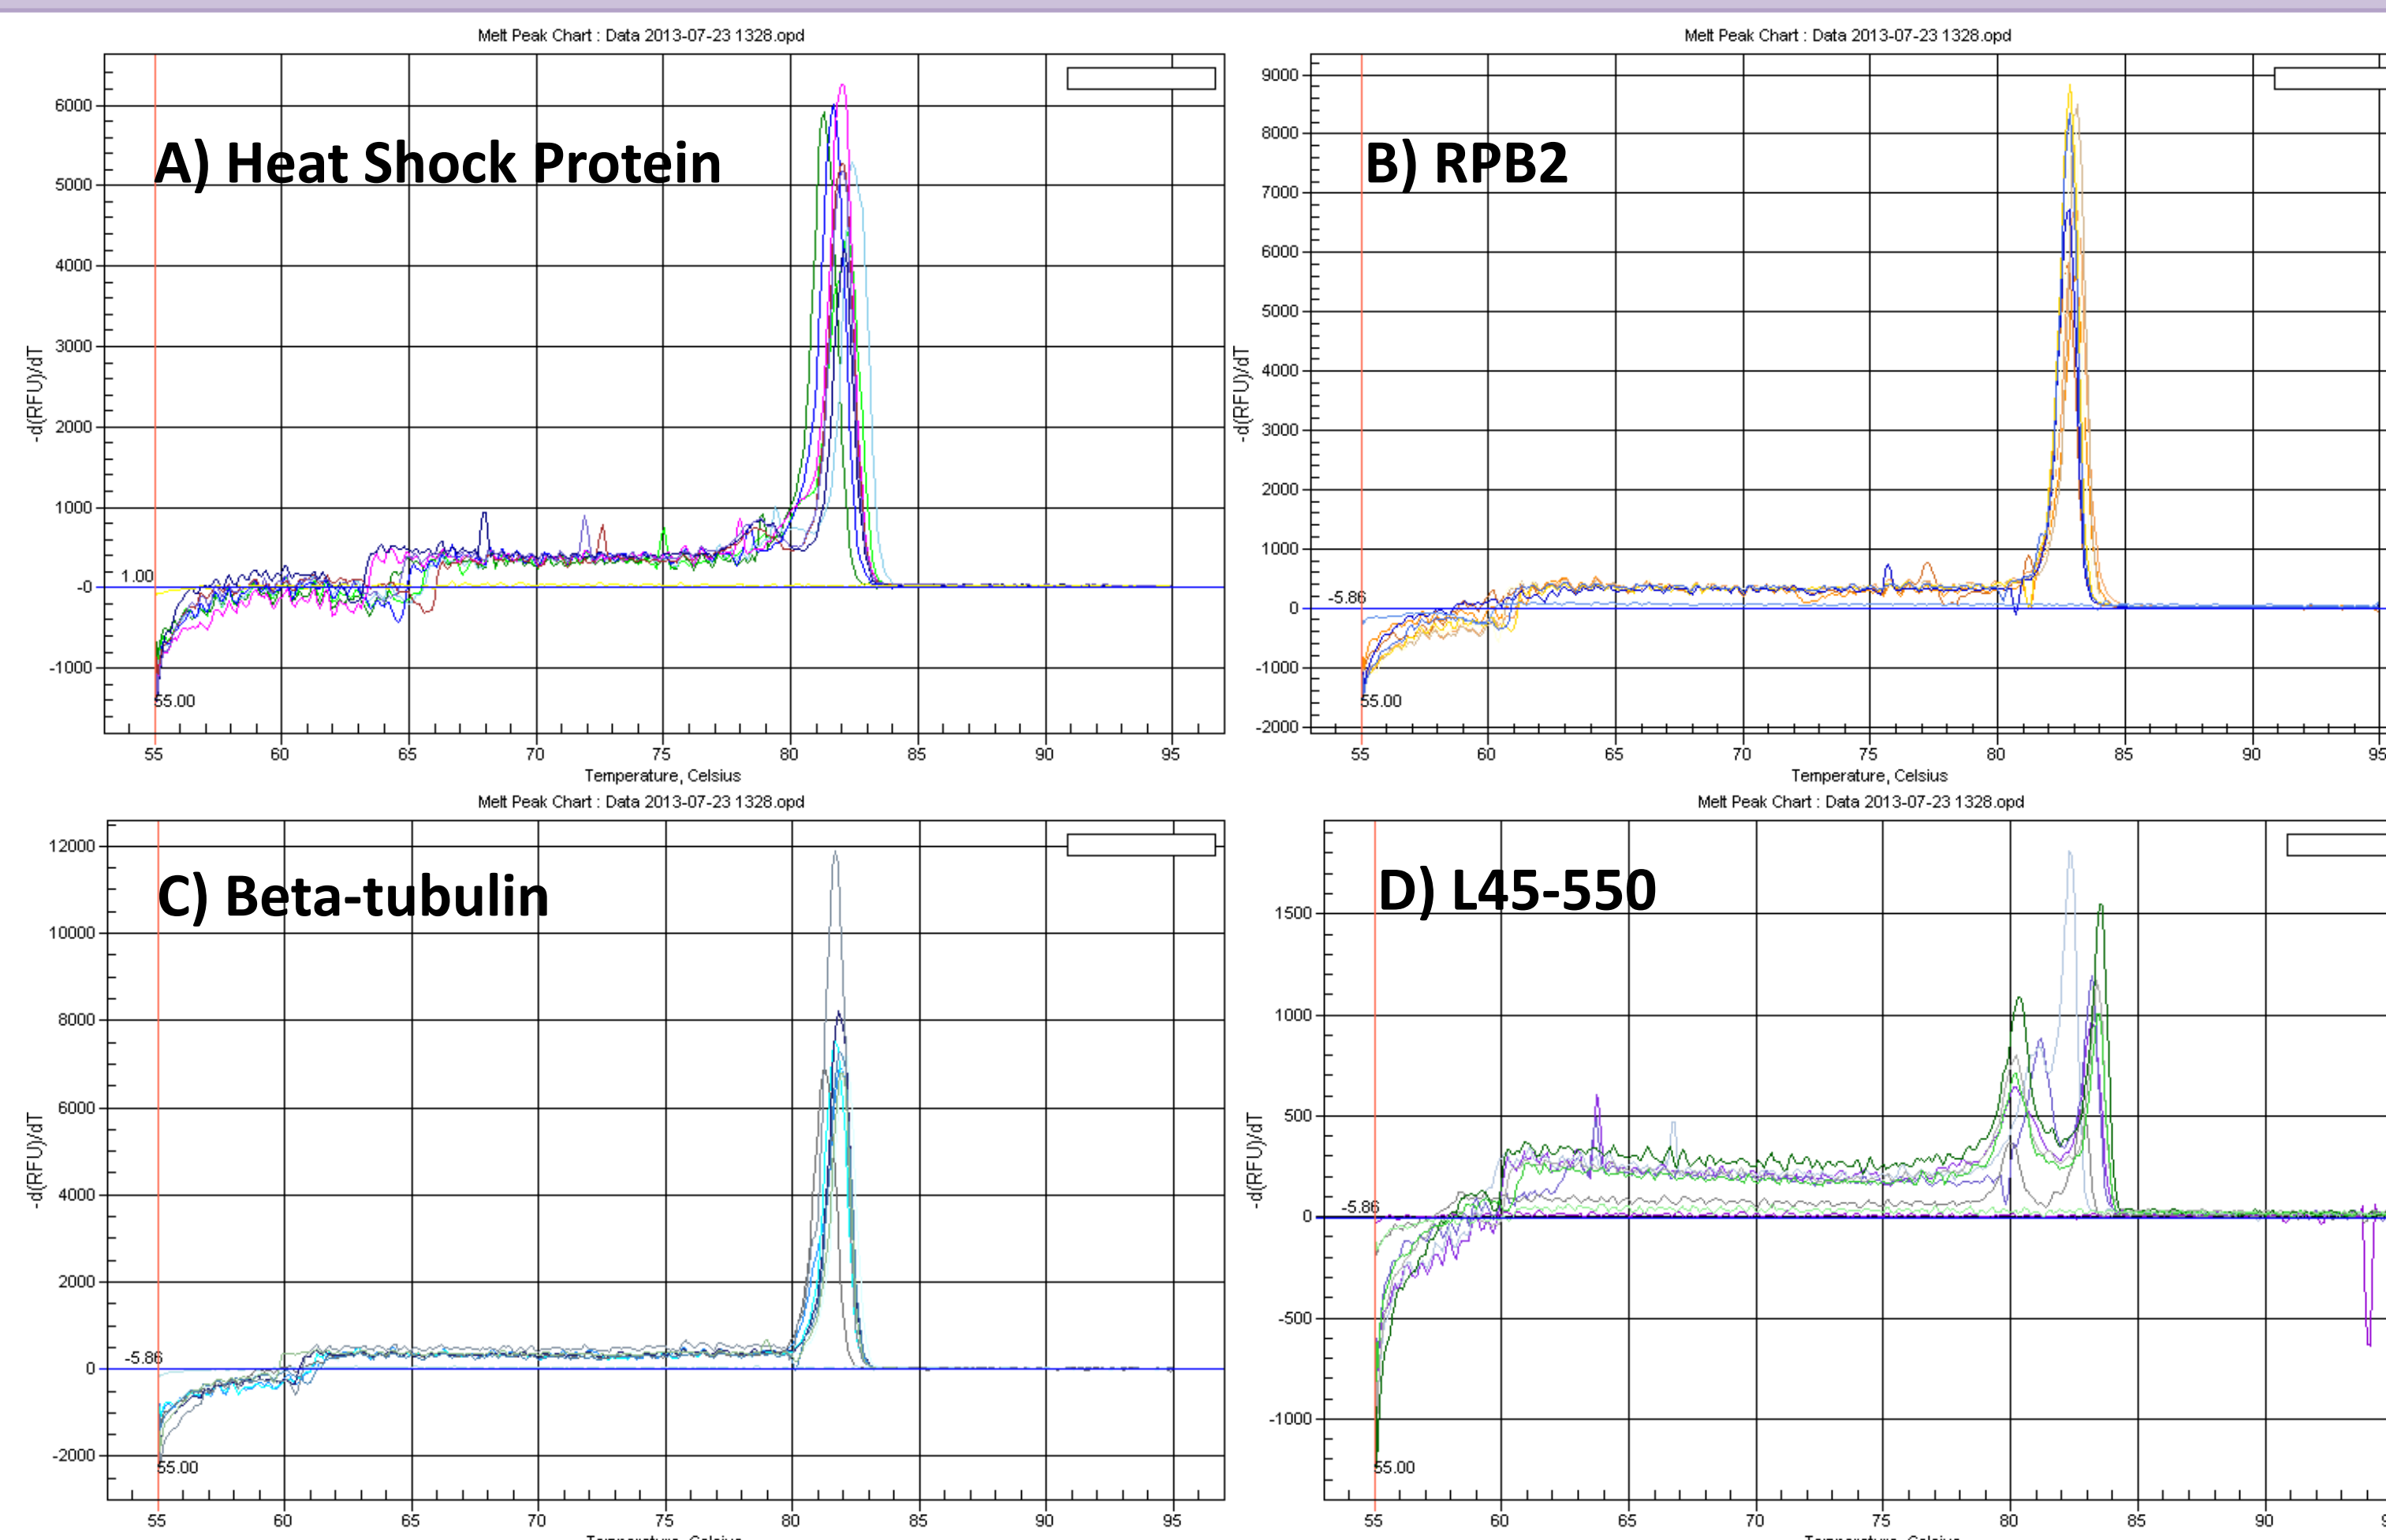 Melt Peak Chart : Data 2013-07-23 1328.opd
A) Heat Shock Protein
6000
5000
4000
3000
2000
1000
-0
-1000
-d(RFU)/dT
1.00
55.00
55 60 65 70 75 80 85 90 95
Temperature, Celsius
Melt Peak Chart : Data 2013-07-23 1328.opd
B) RPB2
9000
8000
7000
6000
5000
4000
3000
2000
1000
0
-1000
-2000
-d(RFU)/dT
-5.86
55.00
55 60 65 70 75 80 85 90 95
Temperature, Celsius
Melt Peak Chart : Data 2013-07-23 1328.opd
C) Beta-tubulin
12000
10000
8000
6000
4000
2000
0
-2000
-d(RFU)/dT
-5.86
55.00
55 60 65 70 75 80 85 90 95
Temperature, Celsius
Melt Peak Chart : Data 2013-07-23 1328.opd
D) L45-550
1500
1000
500
0
-500
-1000
-d(RFU)/dT
-5.86
55.00
55 60 65 70 75 80 85 90 9
Temperature, Celsius